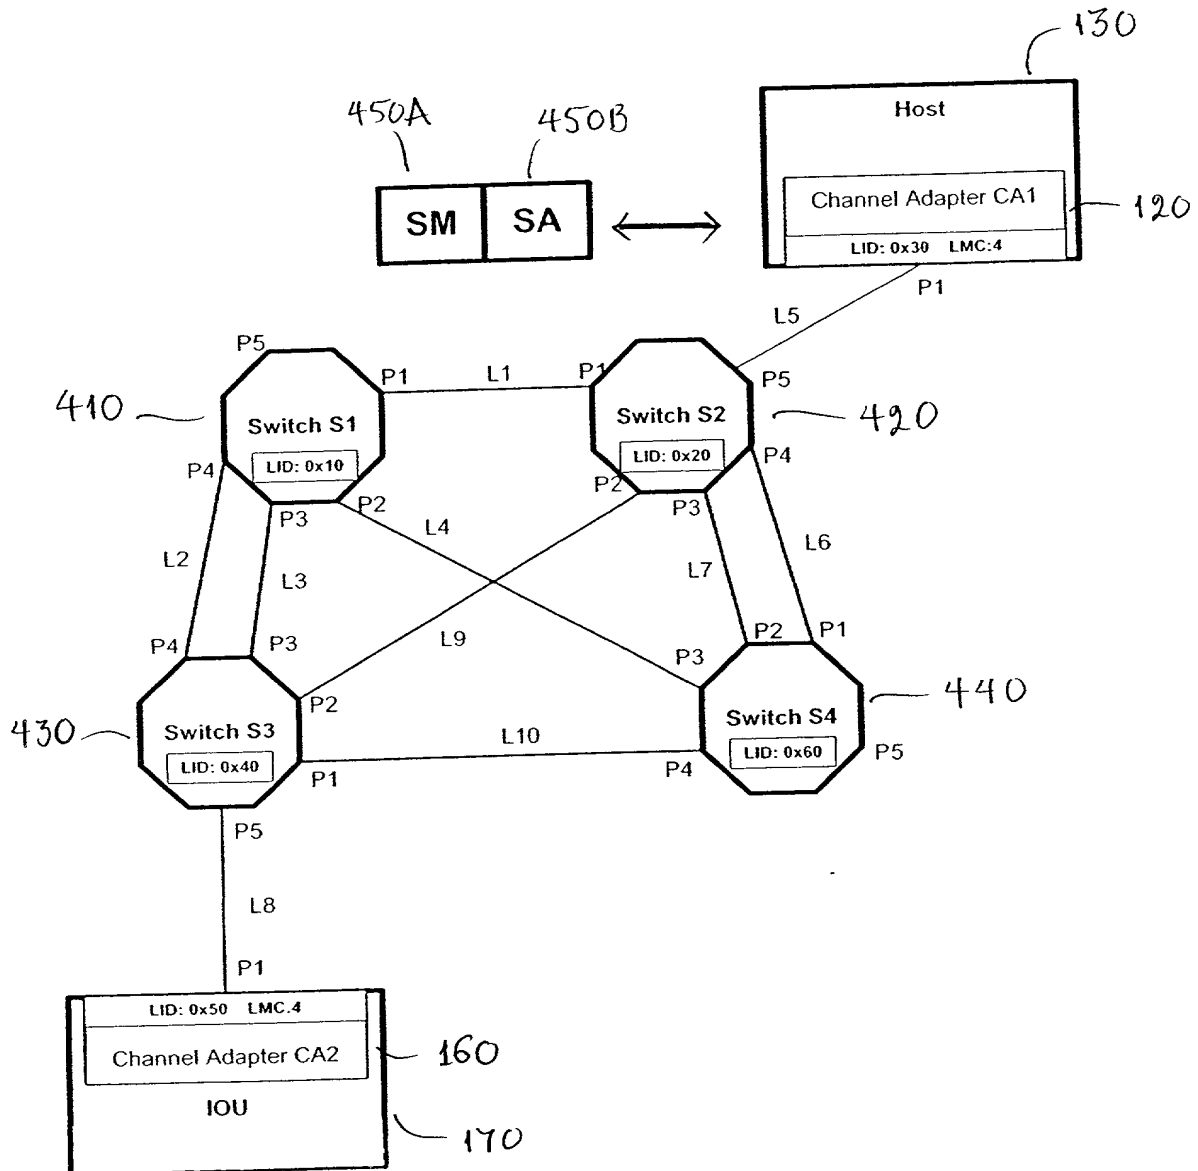 130
Host
450A
450B
SM
SA
Channel Adapter CA1
120
LID: 0x30 LMC:4
P1
L5
P5
P1
L1
P1
P5
410
Switch S1
LID: 0x10
Switch S2
LID: 0x20
420
P4
P3
P2
P2
P3
P4
L2
L3
L4
L9
L7
L6
P4
P3
P2
P1
P3
P2
430
Switch S3
LID: 0x40
P1
L10
Switch S4
LID: 0x60
440
P4
P5
P5
L8
P1
LID: 0x50 LMC.4
Channel Adapter CA2
160
IOU
170